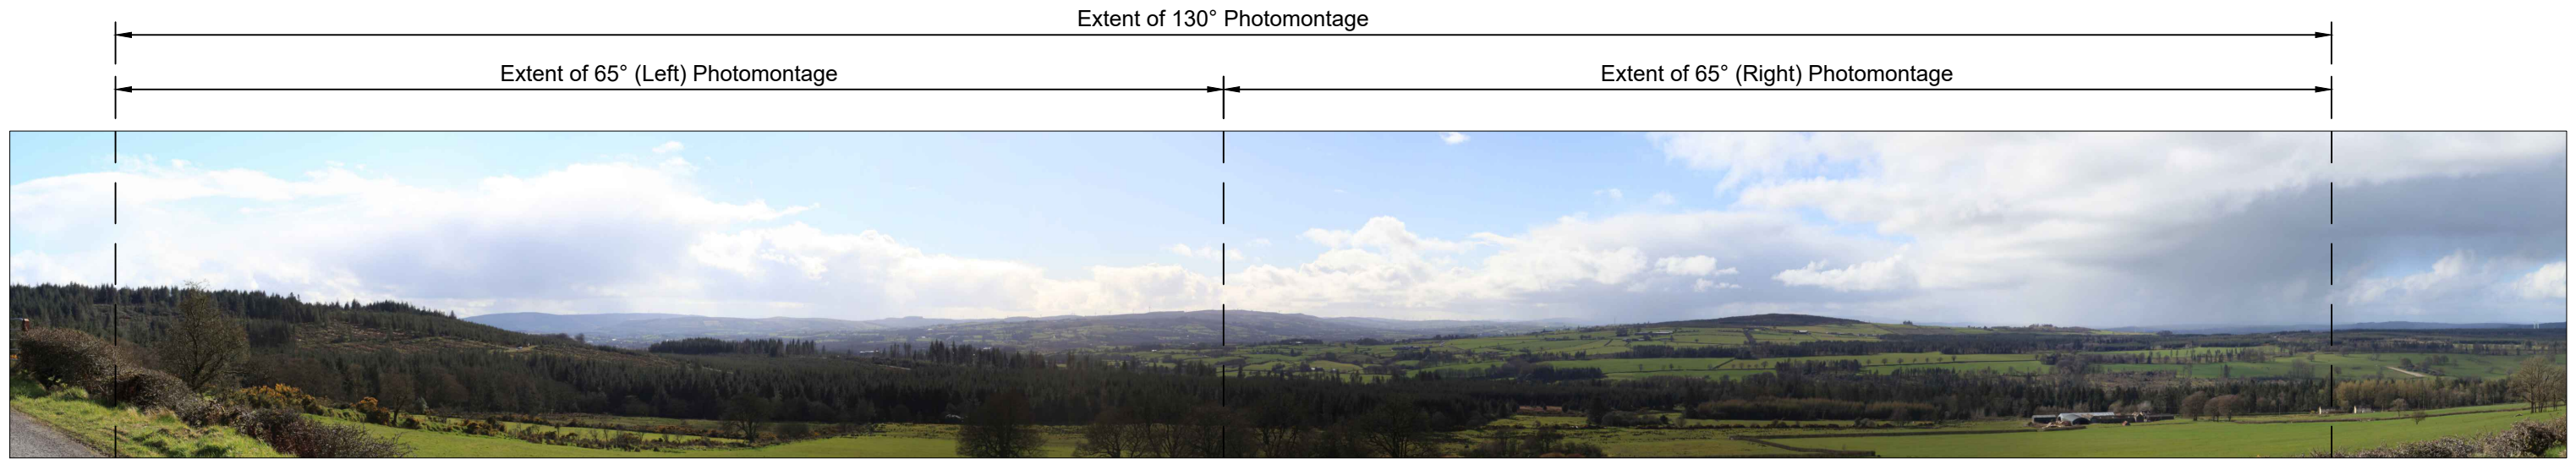 Extent of 130° Photomontage
Extent of 65° (Left) Photomontage
Extent of 65° (Right) Photomontage